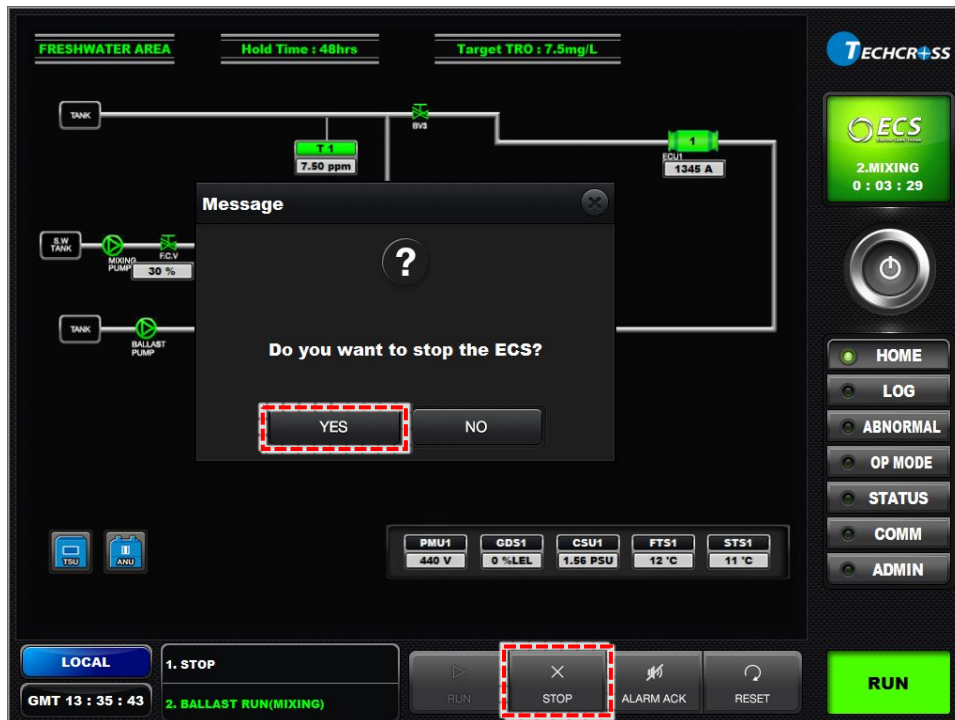 FRESHWATER AREA
Hold Time : 48hrs
Target TRO : 7.5mg/L
TECHCROSS
TANK
BV3
T 1
7.50 ppm
1
ECU1
1345 A
ECS
2.MIXING
0 : 03 : 29
Message
S.W
TANK
MIXING
PUMP
F.C.V
30 %
?
TANK
BALLAST
PUMP
Do you want to stop the ECS?
YES
NO
HOME
LOG
ABNORMAL
OP MODE
STATUS
COMM
ADMIN
TSU
ANU
PMU1
GDS1
CSU1
FTS1
STS1
440 V
0 %LEL
1.56 PSU
12 'C
11 'C
LOCAL
GMT 13 : 35 : 43
1. STOP
2. BALLAST RUN(MIXING)
RUN
STOP
ALARM ACK
RESET
RUN